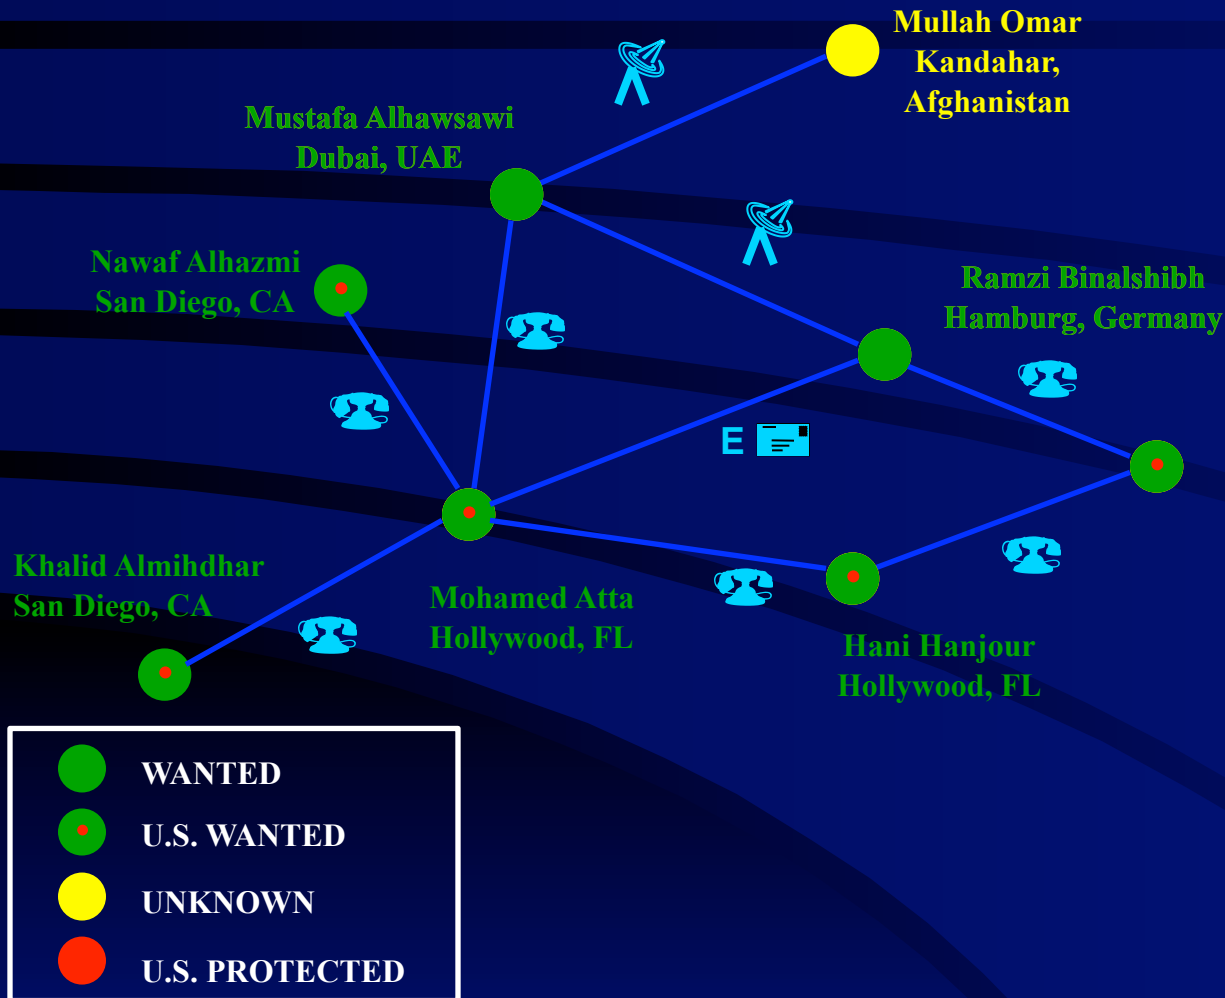 Mullah Omar
Kandahar,
Afghanistan
Mustafa Alhawsawi
Dubai, UAE
Nawaf Alhazmi
San Diego, CA
Ramzi Binalshibh
Hamburg, Germany
E
Khalid Almihdhar
San Diego, CA
Mohamed Atta
Hollywood, FL
Hani Hanjour
Hollywood, FL
WANTED
U.S. WANTED
UNKNOWN
U.S. PROTECTED